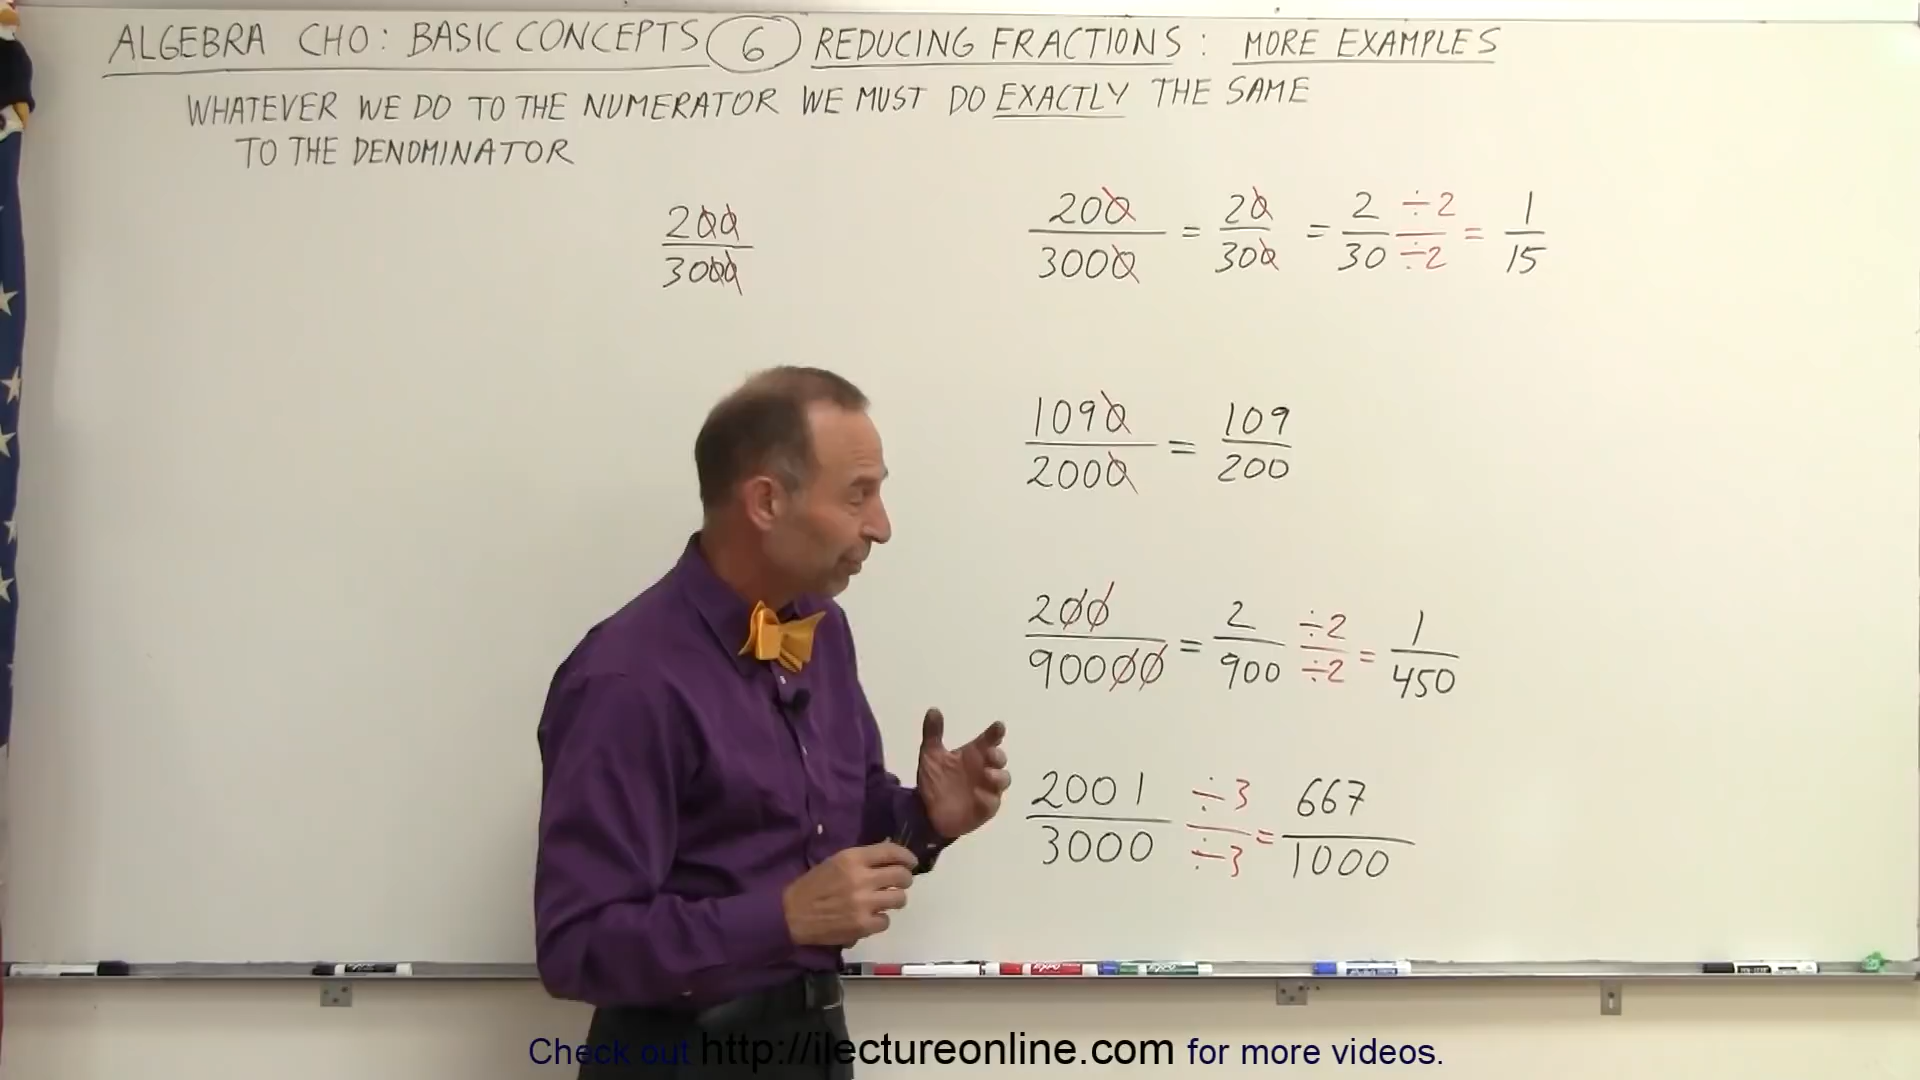 ALGEBRA CH0: BASIC CONCEPTS 6 REDUCING FRACTIONS: MORE EXAMPLES
WHATEVER WE DO TO THE NUMERATOR WE MUST DO EXACTLY THE SAME
TO THE DENOMINATOR
200/3000
200/3000 = 20/300 = 2/30 ÷2/÷2 = 1/15
1090/2000 = 109/200
200/90000 = 2/900 ÷2/÷2 = 1/450
2001/3000 ÷3/÷3 = 667/1000
Check out http://ilectureonline.com for more videos.